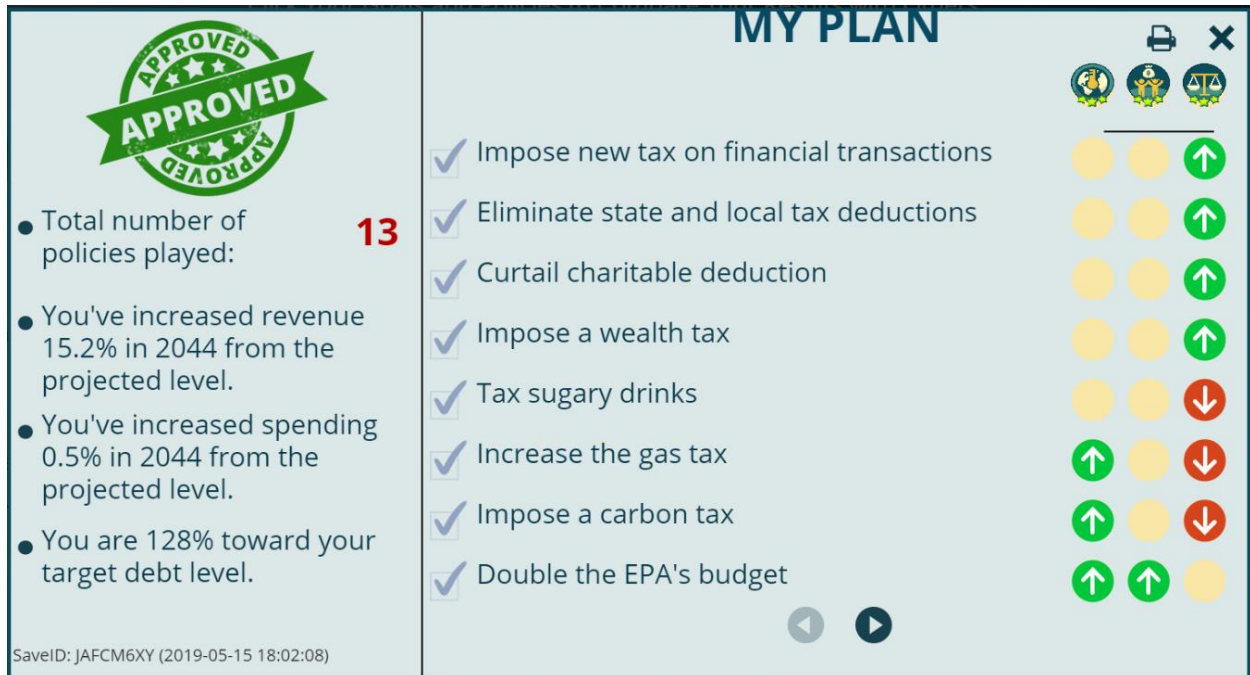 MY PLAN
APPROVED
APPROVED
APPROVED
Total number of
policies played:
13
You've increased revenue
15.2% in 2044 from the
projected level.
You've increased spending
0.5% in 2044 from the
projected level.
You are 128% toward your
target debt level.
SaveID: JAFCM6XY (2019-05-15 18:02:08)
Impose new tax on financial transactions
Eliminate state and local tax deductions
Curtail charitable deduction
Impose a wealth tax
Tax sugary drinks
Increase the gas tax
Impose a carbon tax
Double the EPA's budget